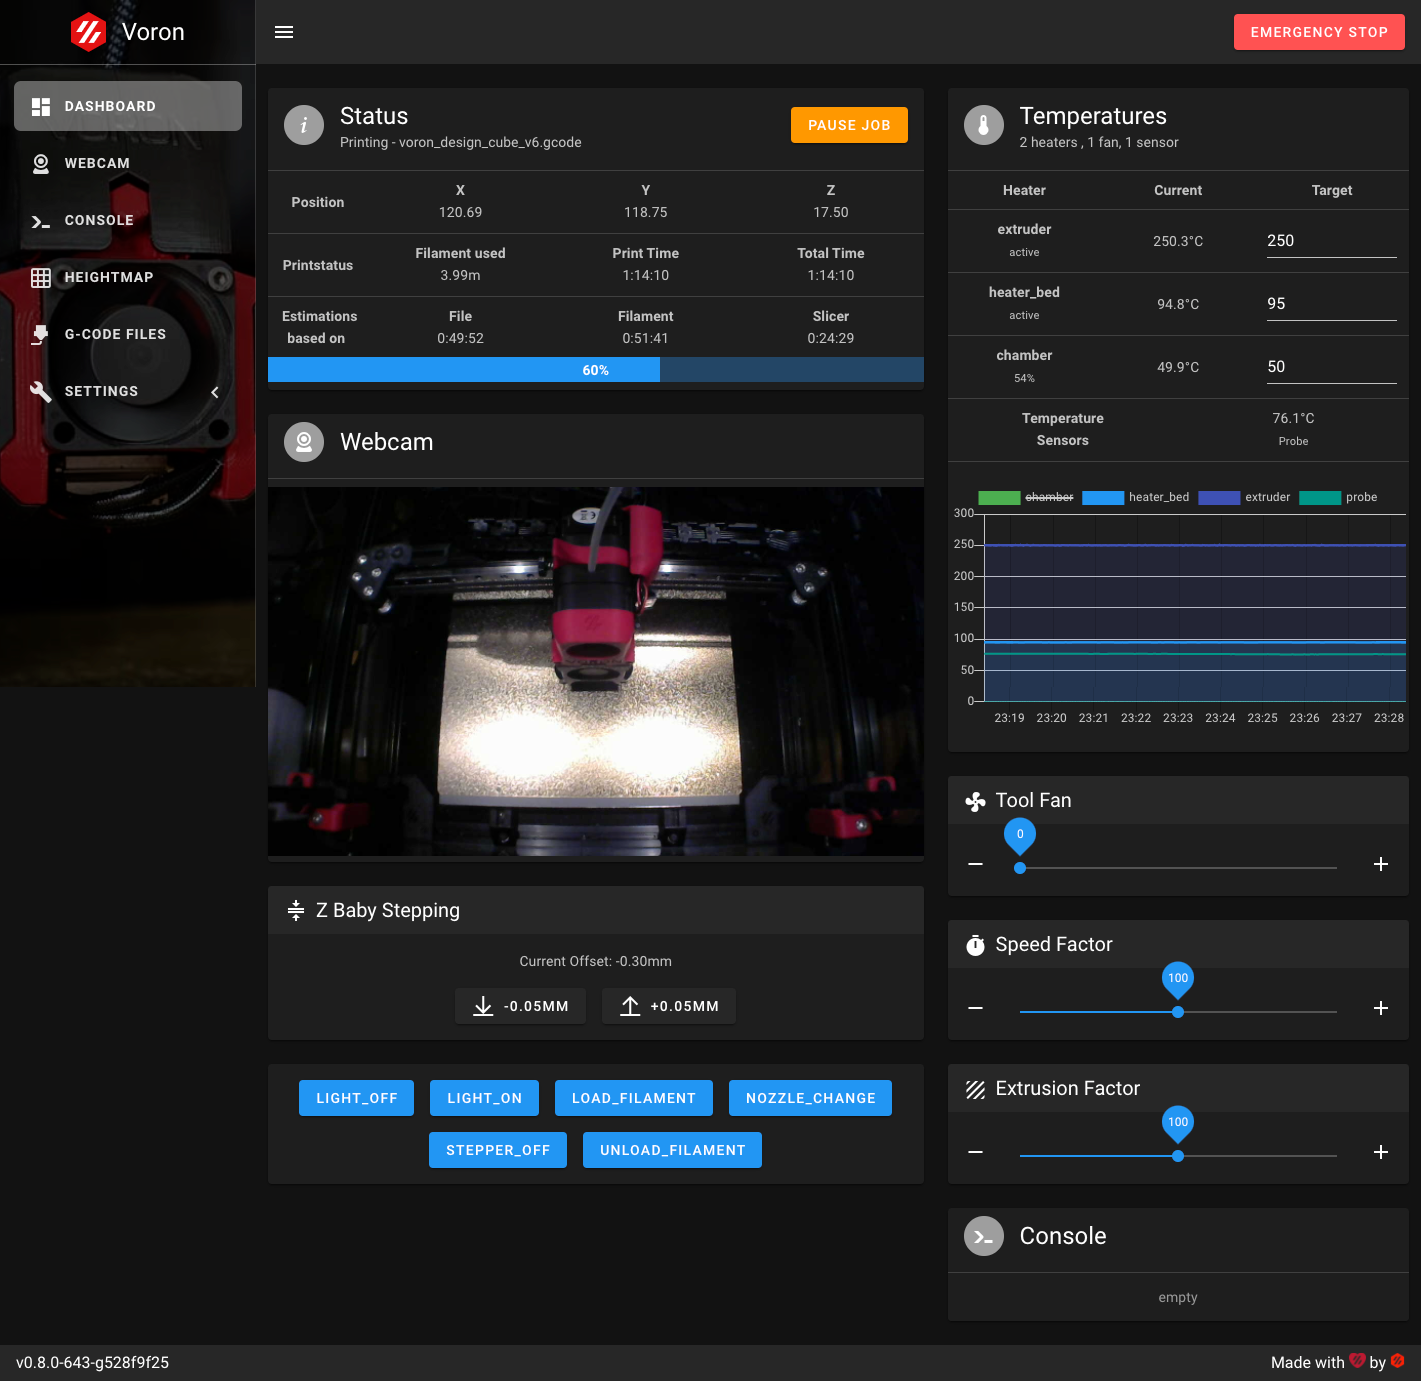 Voron
EMERGENCY STOP
DASHBOARD
WEBCAM
CONSOLE
HEIGHTMAP
G-CODE FILES
SETTINGS
Status
Printing - voron_design_cube_v6.gcode
PAUSE JOB
Position
X
Y
Z
120.69
118.75
17.50
Printstatus
Filament used
Print Time
Total Time
3.99m
1:14:10
1:14:10
Estimations
based on
File
Filament
Slicer
0:49:52
0:51:41
0:24:29
60%
Webcam
Z Baby Stepping
Current Offset: -0.30mm
-0.05MM
+0.05MM
LIGHT_OFF
LIGHT_ON
LOAD_FILAMENT
NOZZLE_CHANGE
STEPPER_OFF
UNLOAD_FILAMENT
Temperatures
2 heaters , 1 fan, 1 sensor
Heater
Current
Target
extruder
active
250.3°C
250
heater_bed
active
94.8°C
95
chamber
54%
49.9°C
50
Temperature
Sensors
76.1°C
Probe
chamber
heater_bed
extruder
probe
300
250
200
150
100
50
0
23:19
23:20
23:21
23:22
23:23
23:24
23:25
23:26
23:27
23:28
Tool Fan
0
Speed Factor
100
Extrusion Factor
100
Console
empty
v0.8.0-643-g528f9f25
Made with by